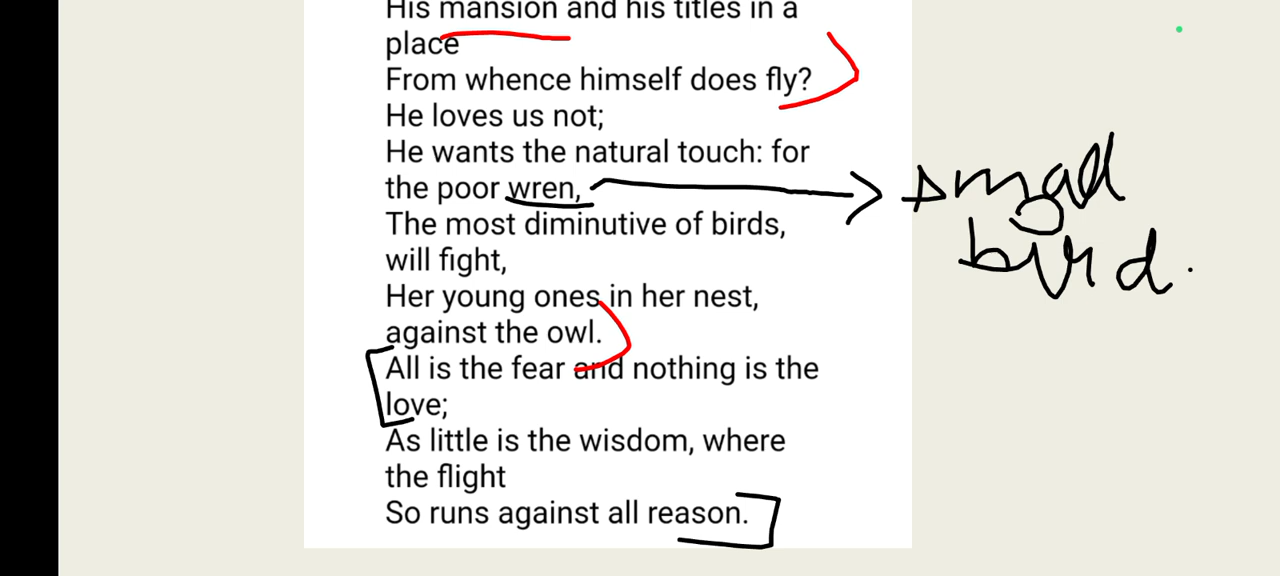 His mansion and his titles in a
place
From whence himself does fly?
He loves us not;
He wants the natural touch: for
the poor wren,
The most diminutive of birds,
will fight,
Her young ones in her nest,
against the owl.
All is the fear and nothing is the
love;
As little is the wisdom, where
the flight
So runs against all reason.
small
bird.